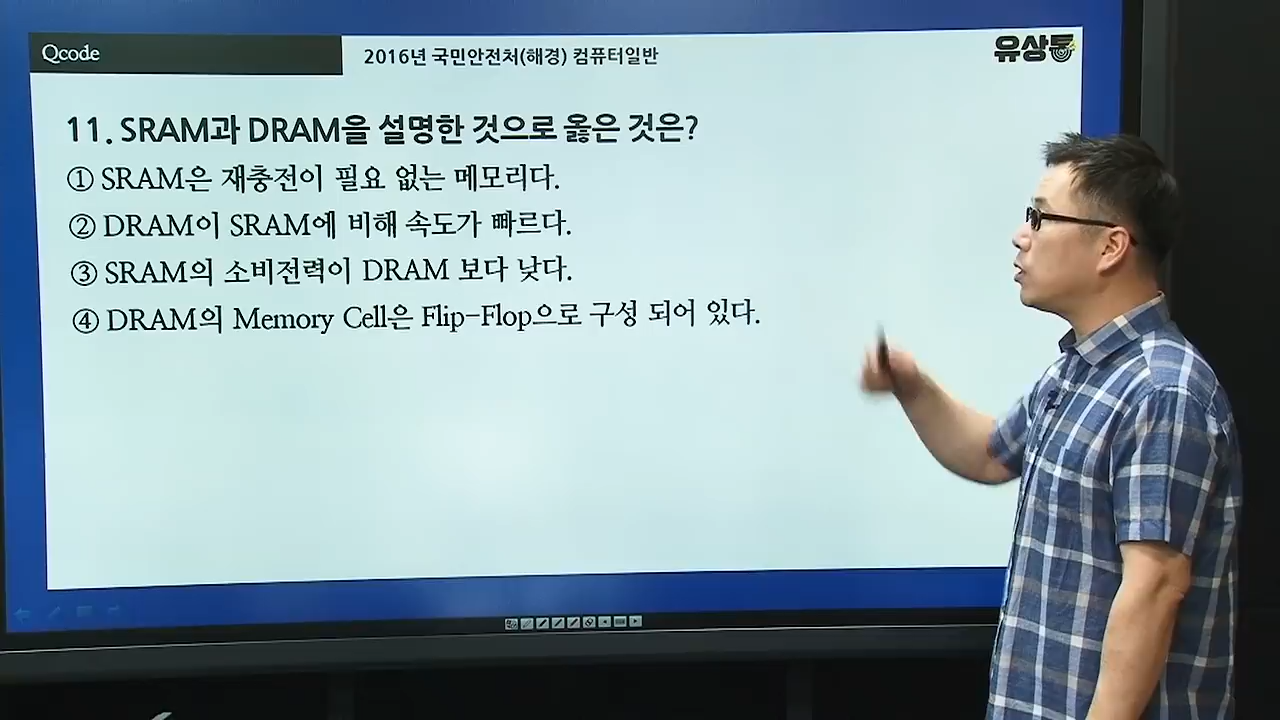 Qcode
2016년 국민안전처(해경) 컴퓨터일반
유상통
11. SRAM과 DRAM을 설명한 것으로 옳은 것은?
① SRAM은 재충전이 필요 없는 메모리다.
② DRAM이 SRAM에 비해 속도가 빠르다.
③ SRAM의 소비전력이 DRAM 보다 낮다.
④ DRAM의 Memory Cell은 Flip-Flop으로 구성 되어 있다.